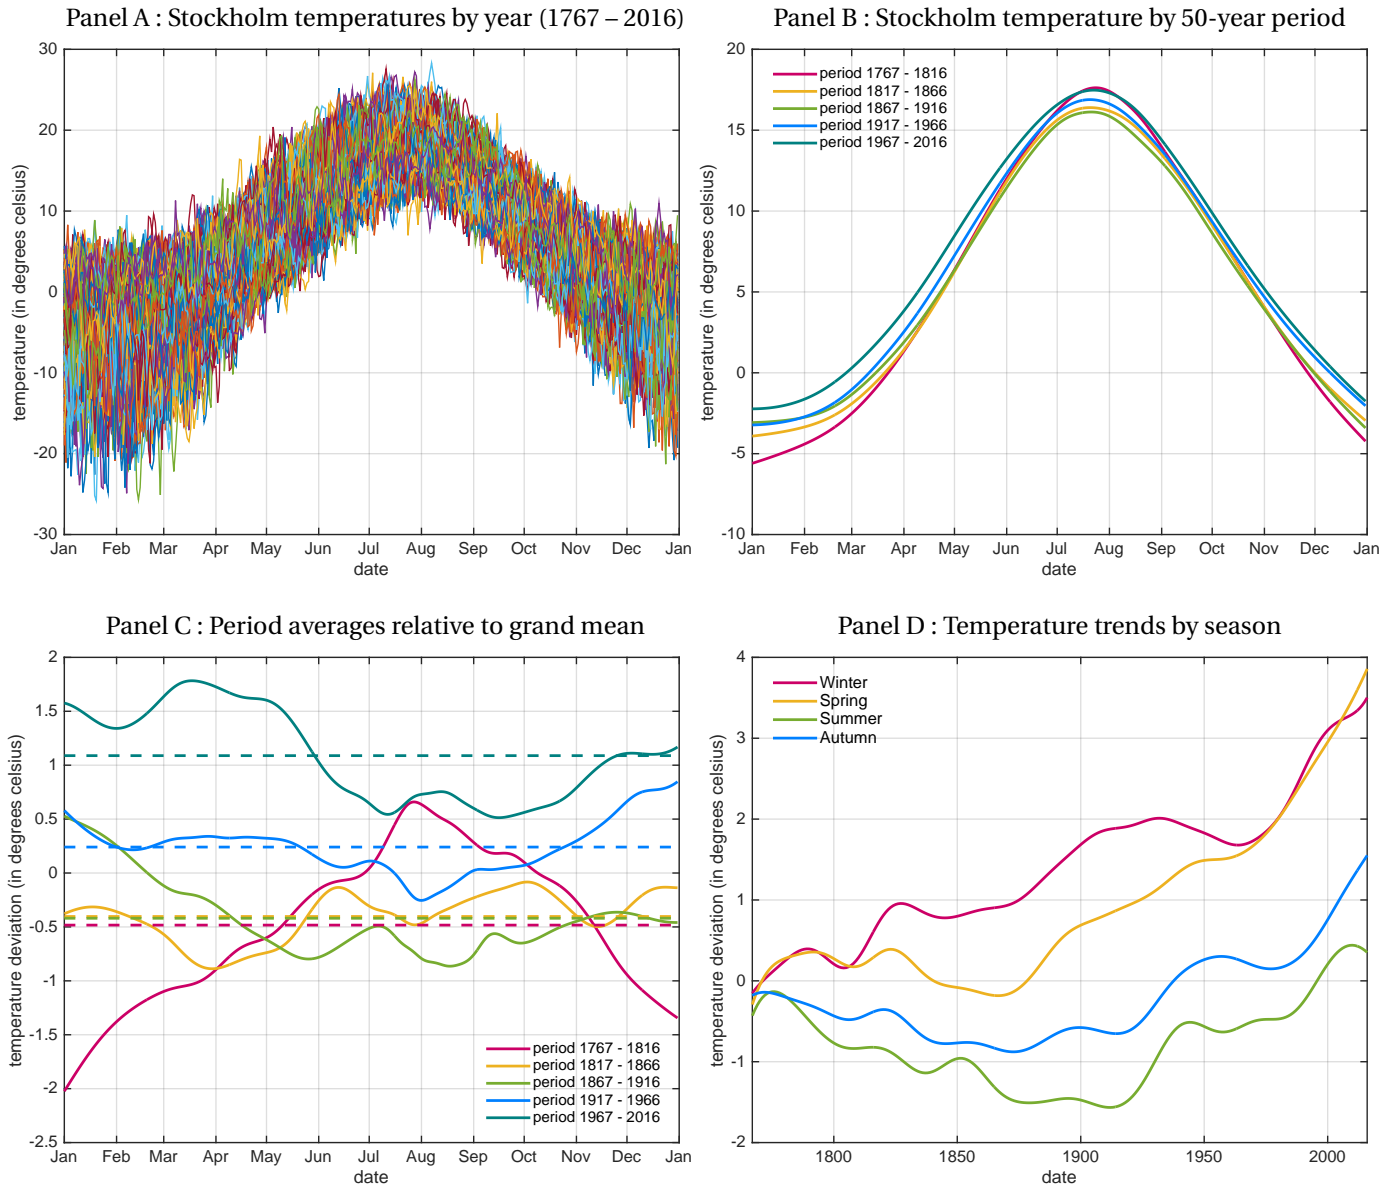 Panel A : Stockholm temperatures by year (1767 – 2016)
30
20
10
0
-10
-20
-30
temperature (in degrees celsius)
Jan Feb Mar Apr May Jun Jul Aug Sep Oct Nov Dec Jan
date
Panel B : Stockholm temperature by 50-year period
20
15
10
5
0
-5
-10
temperature (in degrees celsius)
period 1767 - 1816
period 1817 - 1866
period 1867 - 1916
period 1917 - 1966
period 1967 - 2016
Jan Feb Mar Apr May Jun Jul Aug Sep Oct Nov Dec Jan
date
Panel C : Period averages relative to grand mean
2
1.5
1
0.5
0
-0.5
-1
-1.5
-2
-2.5
temperature deviation (in degrees celsius)
period 1767 - 1816
period 1817 - 1866
period 1867 - 1916
period 1917 - 1966
period 1967 - 2016
Jan Feb Mar Apr May Jun Jul Aug Sep Oct Nov Dec Jan
date
Panel D : Temperature trends by season
4
3
2
1
0
-1
-2
temperature deviation (in degrees celsius)
Winter
Spring
Summer
Autumn
1800 1850 1900 1950 2000
date